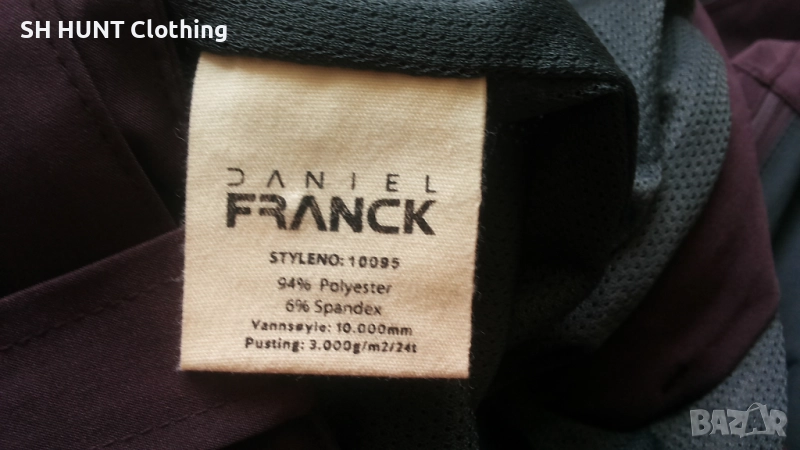 SH HUNT Clothing
DANIEL
FRANCK
STYLENO: 10095
94% Polyester
6% Spandex
Vannsøyle: 10.000mm
Pusting: 3.000g/m2/24t
BAZAR